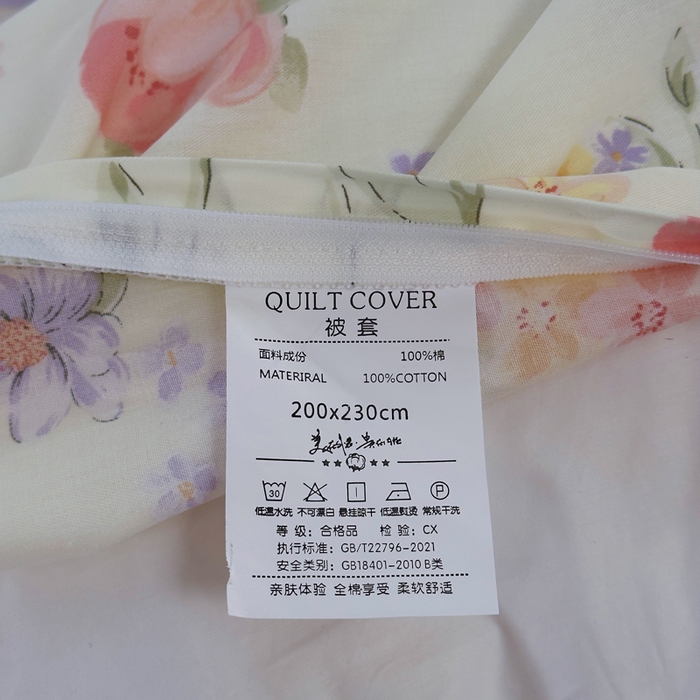 QUILT COVER
被套
面料成份 100%棉
MATERIRAL 100%COTTON
200x230cm
30 P
低温水洗 不可漂白 悬挂晾干 低温熨烫 常规干洗
等 级：合格品 检 验：CX
执行标准：GB/T22796-2021
安全类别：GB18401-2010 B类
亲肤体验 全棉享受 柔软舒适